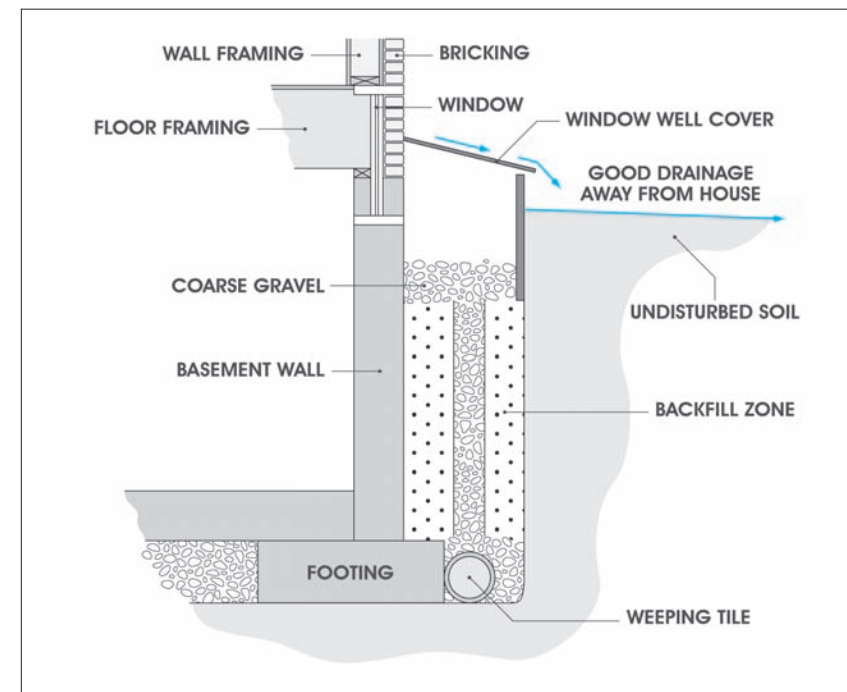 WALL FRAMING
BRICKING
WINDOW
FLOOR FRAMING
WINDOW WELL COVER
GOOD DRAINAGE
AWAY FROM HOUSE
COARSE GRAVEL
UNDISTURBED SOIL
BASEMENT WALL
BACKFILL ZONE
FOOTING
WEEPING TILE